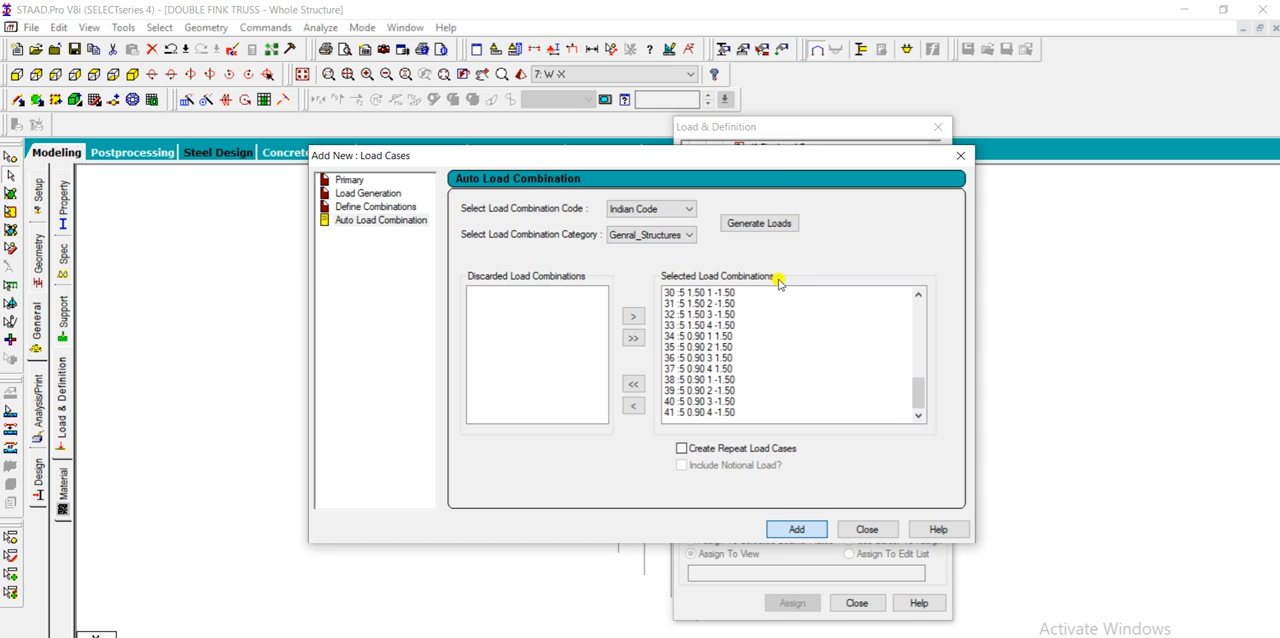 STAAD.Pro V8i (SELECTseries 4) - [DOUBLE FINK TRUSS - Whole Structure]
File Edit View Tools Select Geometry Commands Analyze Mode Window Help
7: W -X
Modeling Postprocessing Steel Design Concrete
Load & Definition
Add New : Load Cases
Setup
Geometry
General
Analysis/Print
Design
Property
Spec
Support
Load & Definition
Material
Primary
Load Generation
Define Combinations
Auto Load Combination
Auto Load Combination
Select Load Combination Code : Indian Code
Generate Loads
Select Load Combination Category : Genral_Structures
Discarded Load Combinations
Selected Load Combinations
>
>>
<<
<
30 :5 1.50 1 -1.50
31 :5 1.50 2 -1.50
32 :5 1.50 3 -1.50
33 :5 1.50 4 -1.50
34 :5 0.90 1 1.50
35 :5 0.90 2 1.50
36 :5 0.90 3 1.50
37 :5 0.90 4 1.50
38 :5 0.90 1 -1.50
39 :5 0.90 2 -1.50
40 :5 0.90 3 -1.50
41 :5 0.90 4 -1.50
Create Repeat Load Cases
Include Notional Load?
Add Close Help
Assign To View Assign To Edit List
Assign Close Help
Activate Windows